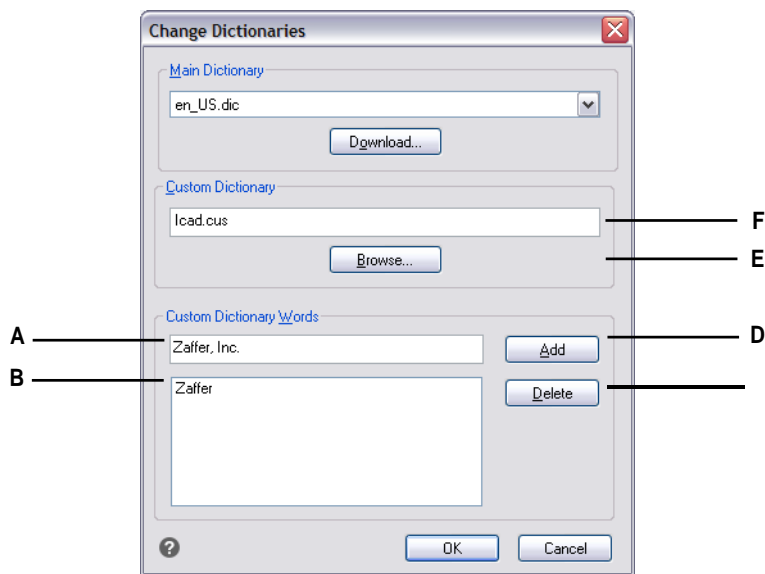 Change Dictionaries
Main Dictionary
en_US.dic
Download...
Custom Dictionary
Icad.cus
F
Browse...
E
Custom Dictionary Words
A
Zaffer, Inc.
Add
D
B
Zaffer
Delete
?
OK
Cancel